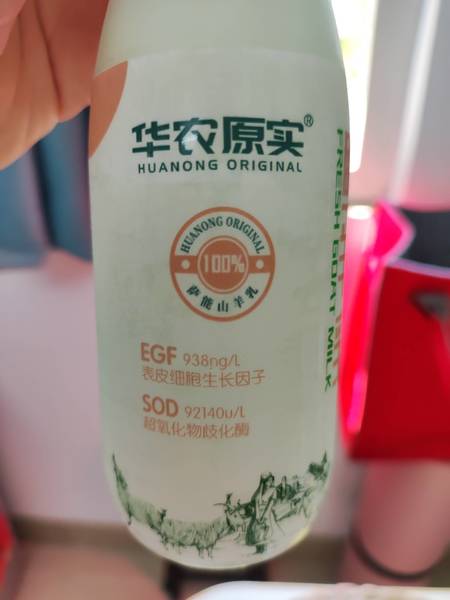 华农原实®
HUANONG ORIGINAL
HUANONG ORIGINAL
100%
萨能山羊乳
EGF 938ng/L
表皮细胞生长因子
SOD 92140u/L
超氧化物歧化酶
FRESH GOAT MILK